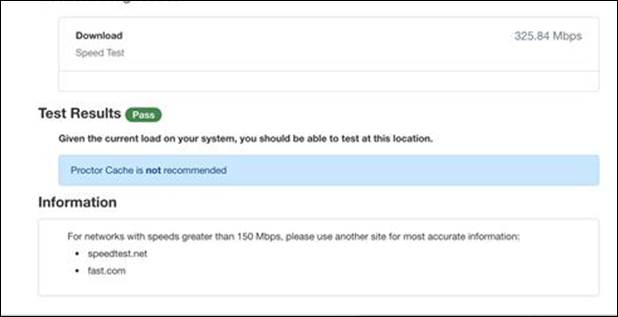 Download 325.84 Mbps
Speed Test
Test Results Pass
Given the current load on your system, you should be able to test at this location.
Proctor Cache is not recommended
Information
For networks with speeds greater than 150 Mbps, please use another site for most accurate information:
• speedtest.net
• fast.com